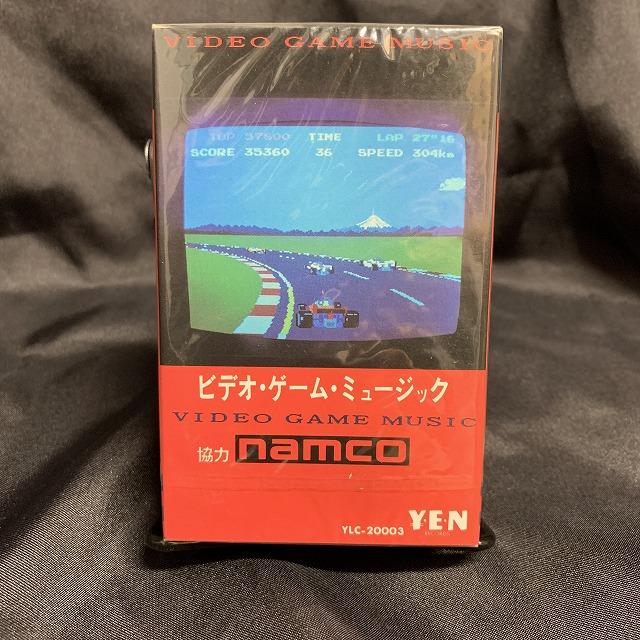 VIDEO GAME MUSIC
TOP 37800 TIME LAP 27"16
SCORE 35360 36 SPEED 304km
ビデオ・ゲーム・ミュージック
VIDEO GAME MUSIC
協力 namco
YLC-20003
Y.E.N
RECORDS